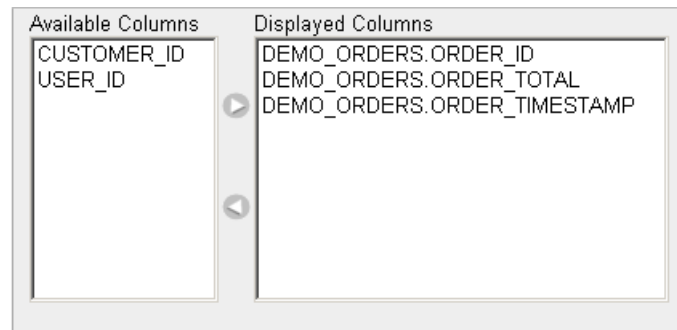 Available Columns
CUSTOMER_ID
USER_ID
Displayed Columns
DEMO_ORDERS.ORDER_ID
DEMO_ORDERS.ORDER_TOTAL
DEMO_ORDERS.ORDER_TIMESTAMP